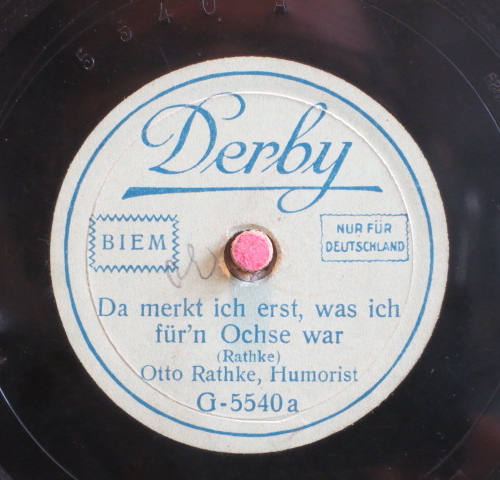 5540 A
Derby
BIEM
NUR FÜR
DEUTSCHLAND
Da merkt ich erst, was ich
für'n Ochse war
(Rathke)
Otto Rathke, Humorist
G-5540a